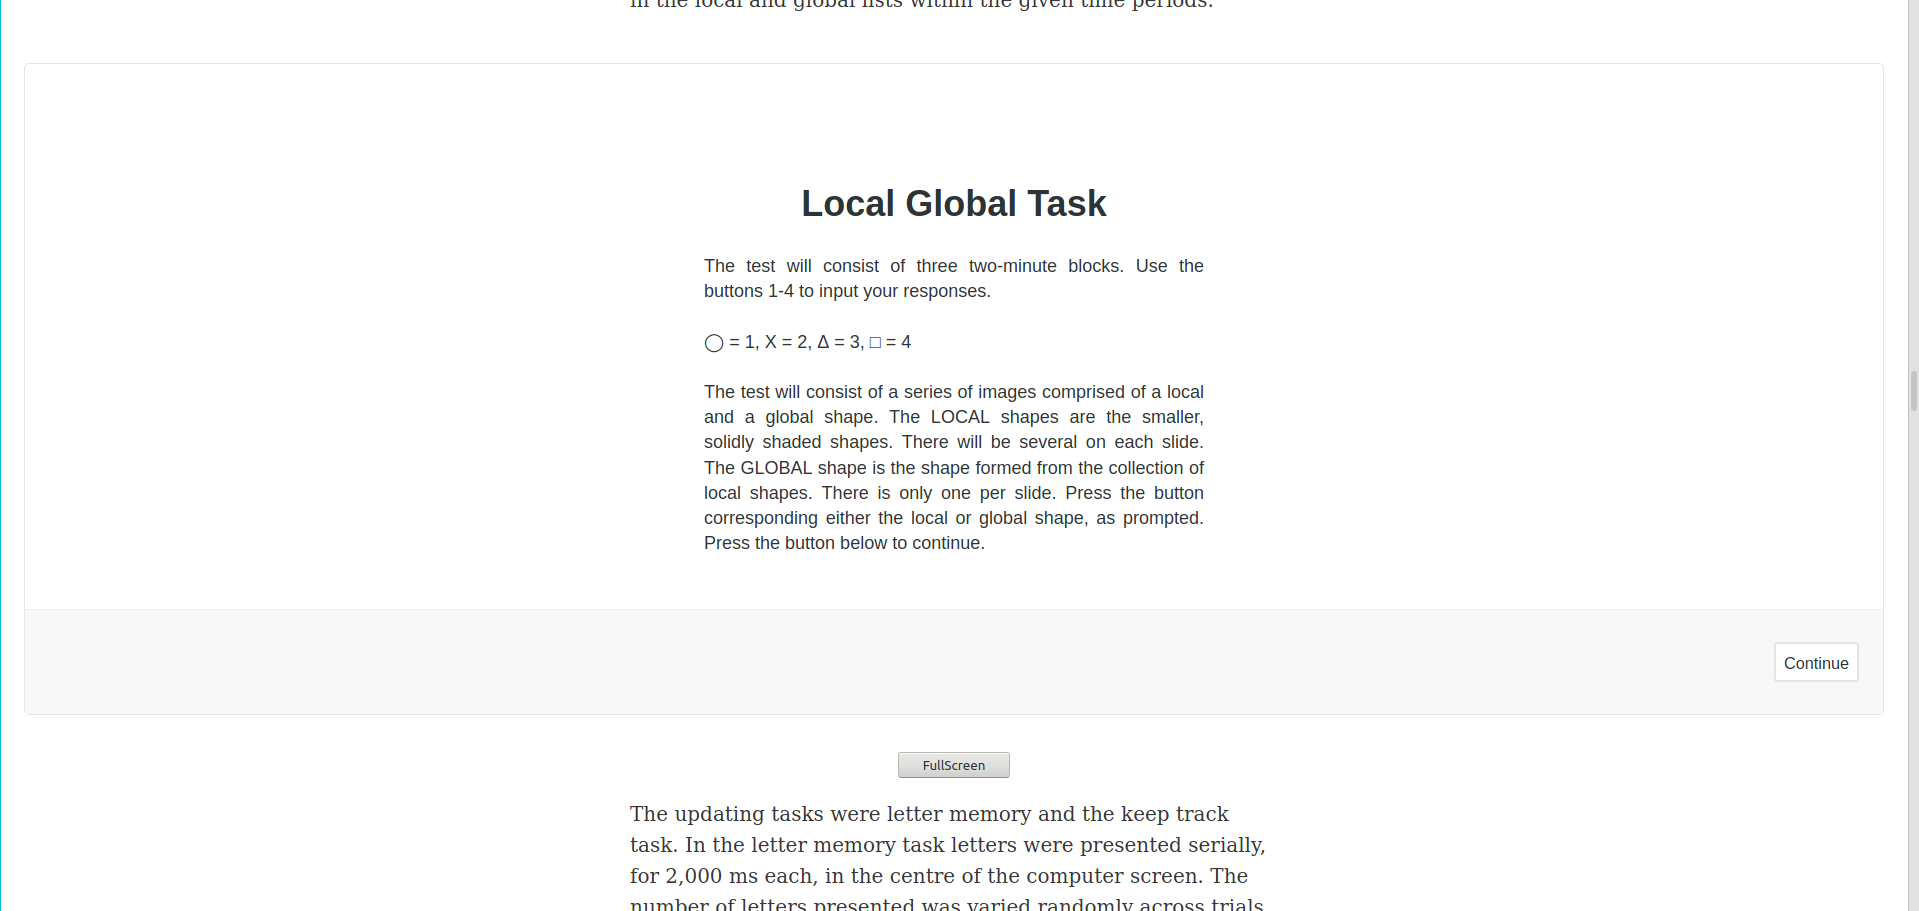 in the local and global lists within the given time periods.
Local Global Task
The test will consist of three two-minute blocks. Use the
buttons 1-4 to input your responses.
◯ = 1, X = 2, Δ = 3, □ = 4
The test will consist of a series of images comprised of a local
and a global shape. The LOCAL shapes are the smaller,
solidly shaded shapes. There will be several on each slide.
The GLOBAL shape is the shape formed from the collection of
local shapes. There is only one per slide. Press the button
corresponding either the local or global shape, as prompted.
Press the button below to continue.
Continue
FullScreen
The updating tasks were letter memory and the keep track
task. In the letter memory task letters were presented serially,
for 2,000 ms each, in the centre of the computer screen. The
number of letters presented was varied randomly across trials